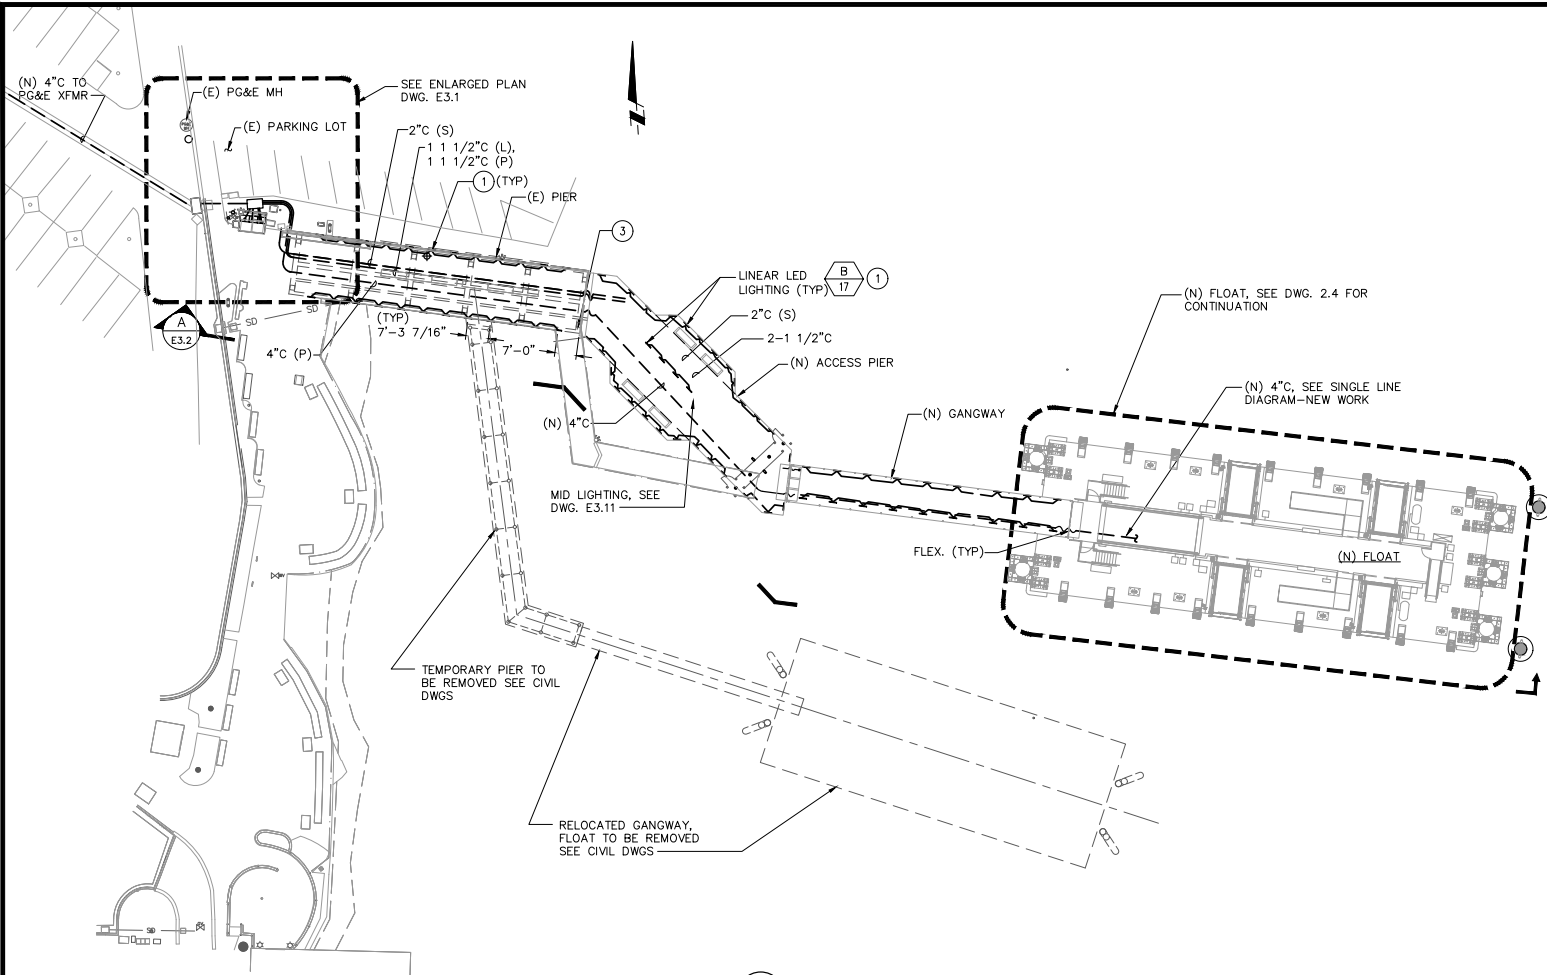 (N) 4"C TO
PG&E XFMR
(E) PG&E MH
SEE ENLARGED PLAN
DWG. E3.1
(E) PARKING LOT
2"C (S)
1 1 1/2"C (L),
1 1 1/2"C (P)
1 (TYP)
(E) PIER
3
LINEAR LED
LIGHTING (TYP)
B
17
1
(N) FLOAT, SEE DWG. 2.4 FOR
CONTINUATION
2"C (S)
2-1 1/2"C
(N) ACCESS PIER
SD
SD
A
E3.2
(TYP)
7'-3 7/16"
7'-0"
4"C (P)
(N) 4"C, SEE SINGLE LINE
DIAGRAM-NEW WORK
(N) GANGWAY
(N) 4"C
MID LIGHTING, SEE
DWG. E3.11
FLEX. (TYP)
(N) FLOAT
TEMPORARY PIER TO
BE REMOVED SEE CIVIL
DWGS
RELOCATED GANGWAY,
FLOAT TO BE REMOVED
SEE CIVIL DWGS
SD